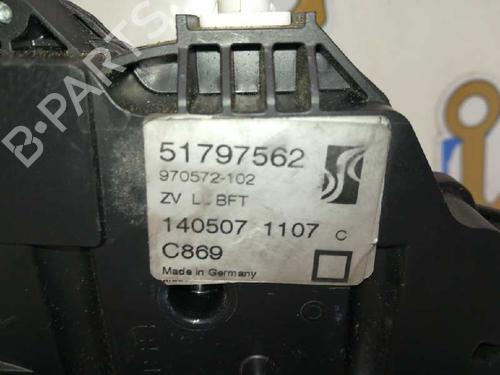 B-PARTS
51797562
970572-102
ZV L. BFT
140507 1107 C
C869
Made in Germany